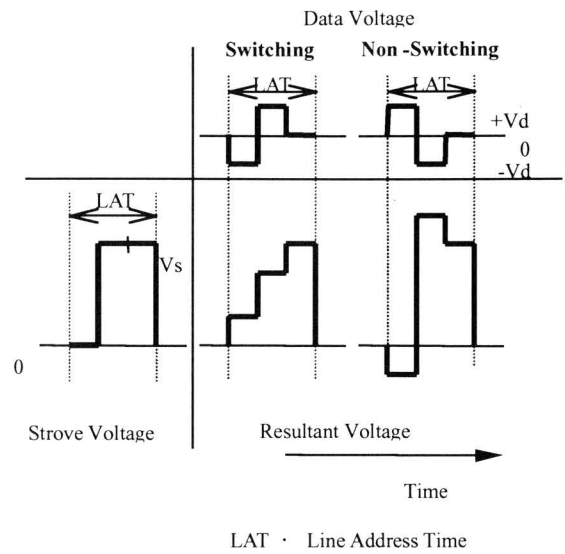 Data Voltage
Switching
Non -Switching
LAT
LAT
+Vd
0
-Vd
LAT
Vs
0
Strove Voltage
Resultant Voltage
Time
LAT · Line Address Time